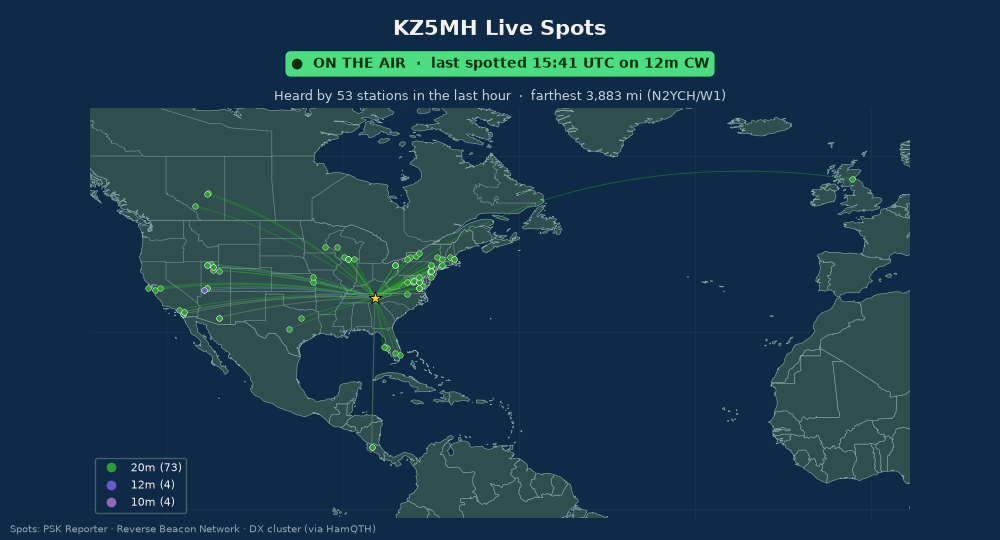 KZ5MH Live Spots
● ON THE AIR · last spotted 15:41 UTC on 12m CW
Heard by 53 stations in the last hour · farthest 3,883 mi (N2YCH/W1)
20m (73)
12m (4)
10m (4)
Spots: PSK Reporter · Reverse Beacon Network · DX cluster (via HamQTH)